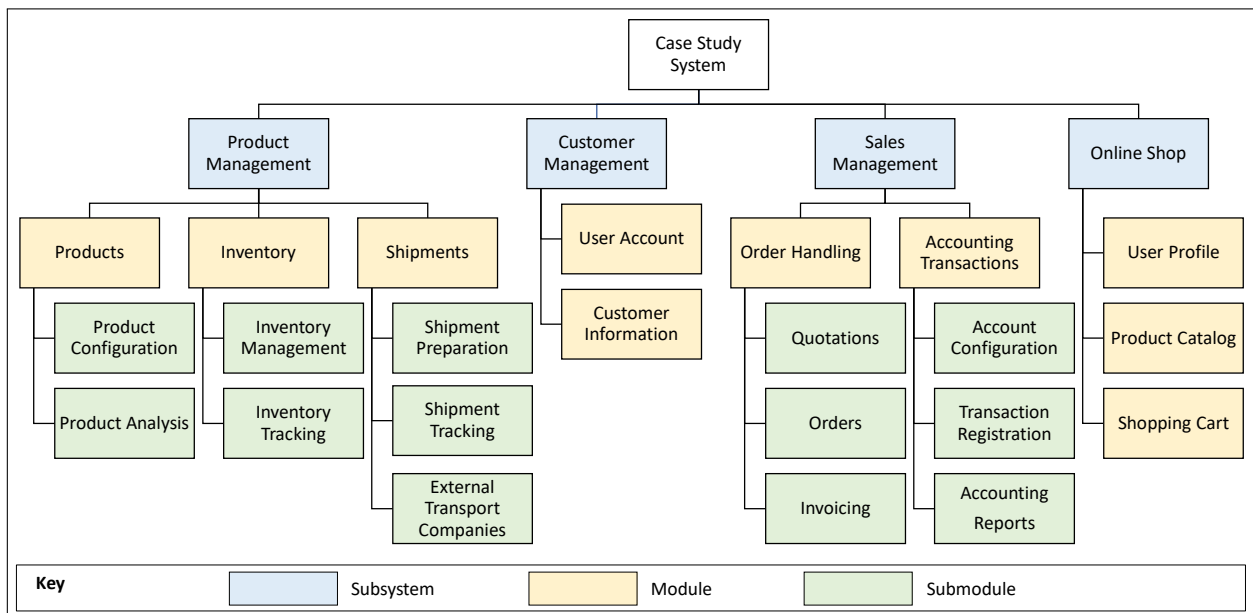 Case Study
System
Product
Management
Customer
Management
Sales
Management
Online Shop
Products
Inventory
Shipments
User Account
Order Handling
Accounting
Transactions
User Profile
Product
Configuration
Inventory
Management
Shipment
Preparation
Customer
Information
Quotations
Account
Configuration
Product Catalog
Product Analysis
Inventory
Tracking
Shipment
Tracking
Orders
Transaction
Registration
Shopping Cart
External
Transport
Companies
Invoicing
Accounting
Reports
Key
Subsystem
Module
Submodule